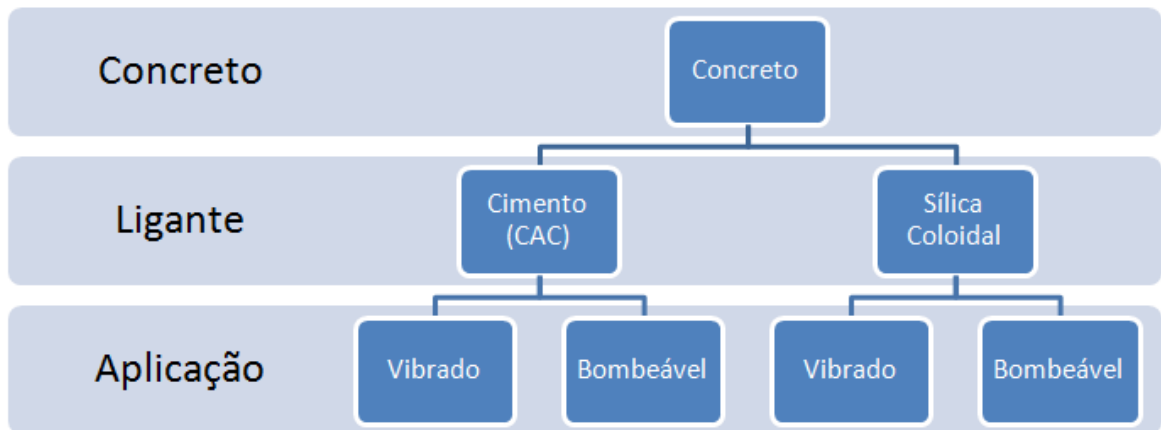 Concreto
Concreto
Ligante
Cimento
(CAC)
Sílica
Coloidal
Aplicação
Vibrado
Bombeável
Vibrado
Bombeável